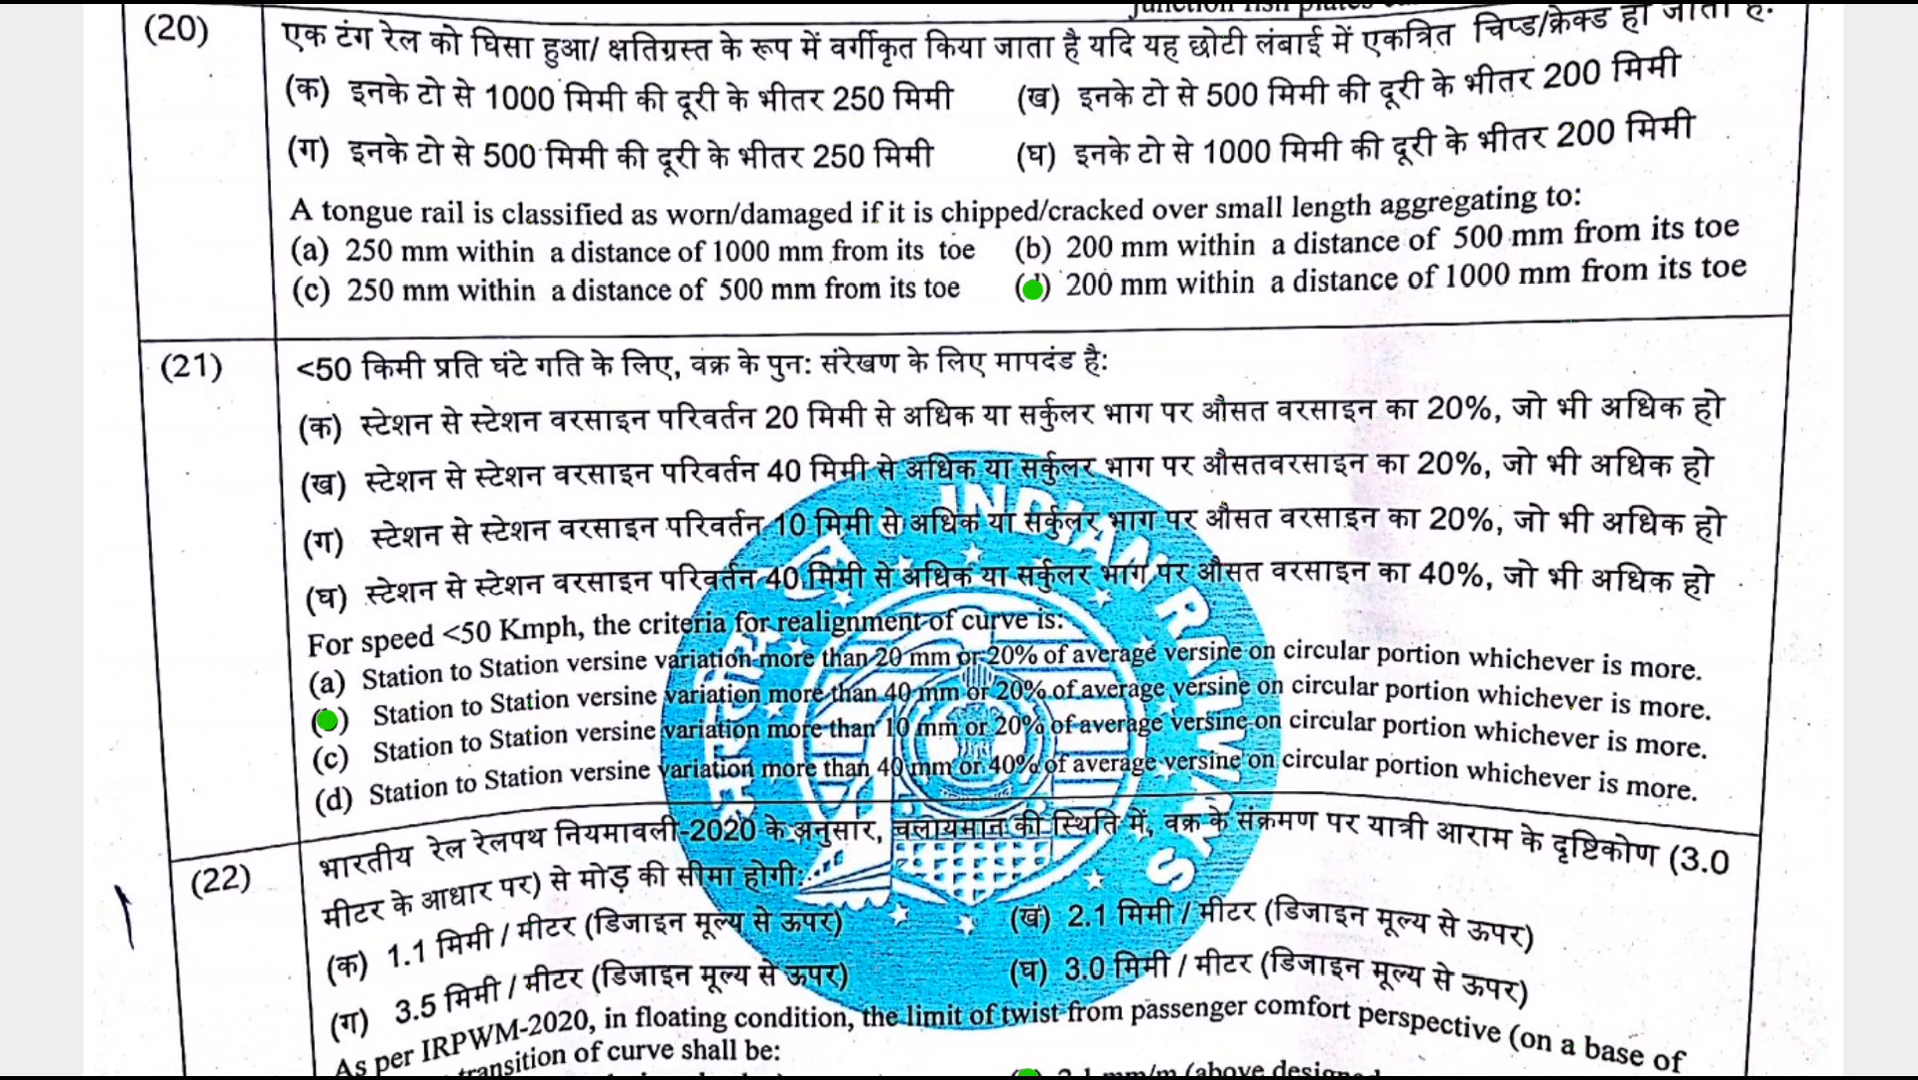 junction fish plates
(20) एक टंग रेल को घिसा हुआ/ क्षतिग्रस्त के रूप में वर्गीकृत किया जाता है यदि यह छोटी लंबाई में एकत्रित चिप्ड/क्रेक्ड हो जाता है:
(क) इनके टो से 1000 मिमी की दूरी के भीतर 250 मिमी (ख) इनके टो से 500 मिमी की दूरी के भीतर 200 मिमी
(ग) इनके टो से 500 मिमी की दूरी के भीतर 250 मिमी (घ) इनके टो से 1000 मिमी की दूरी के भीतर 200 मिमी
A tongue rail is classified as worn/damaged if it is chipped/cracked over small length aggregating to:
(a) 250 mm within a distance of 1000 mm from its toe (b) 200 mm within a distance of 500 mm from its toe
(c) 250 mm within a distance of 500 mm from its toe (d) 200 mm within a distance of 1000 mm from its toe
(21) <50 किमी प्रति घंटे गति के लिए, वक्र के पुन: संरेखण के लिए मापदंड है:
(क) स्टेशन से स्टेशन वरसाइन परिवर्तन 20 मिमी से अधिक या सर्कुलर भाग पर औसत वरसाइन का 20%, जो भी अधिक हो
(ख) स्टेशन से स्टेशन वरसाइन परिवर्तन 40 मिमी से अधिक या सर्कुलर भाग पर औसतवरसाइन का 20%, जो भी अधिक हो
(ग) स्टेशन से स्टेशन वरसाइन परिवर्तन 10 मिमी से अधिक या सर्कुलर भाग पर औसत वरसाइन का 20%, जो भी अधिक हो
(घ) स्टेशन से स्टेशन वरसाइन परिवर्तन 40 मिमी से अधिक या सर्कुलर भाग पर औसत वरसाइन का 40%, जो भी अधिक हो
For speed <50 Kmph, the criteria for realignment of curve is:
(a) Station to Station versine variation more than 20 mm or 20% of average versine on circular portion whichever is more.
( ) Station to Station versine variation more than 40 mm or 20% of average versine on circular portion whichever is more.
(c) Station to Station versine variation more than 10 mm or 20% of average versine on circular portion whichever is more.
(d) Station to Station versine variation more than 40 mm or 40% of average versine on circular portion whichever is more.
(22) भारतीय रेल रेलपथ नियमावली-2020 के अनुसार, चलायमान की स्थिति में, वक्र के संक्रमण पर यात्री आराम के दृष्टिकोण (3.0
मीटर के आधार पर) से मोड़ की सीमा होगी:
(क) 1.1 मिमी / मीटर (डिजाइन मूल्य से ऊपर) (ख) 2.1 मिमी / मीटर (डिजाइन मूल्य से ऊपर)
(ग) 3.5 मिमी / मीटर (डिजाइन मूल्य से ऊपर) (घ) 3.0 मिमी / मीटर (डिजाइन मूल्य से ऊपर)
As per IRPWM-2020, in floating condition, the limit of twist from passenger comfort perspective (on a base of
transition of curve shall be:
2.1 mm/m (above
INDIAN RAILWAYS
भारतीय रेल